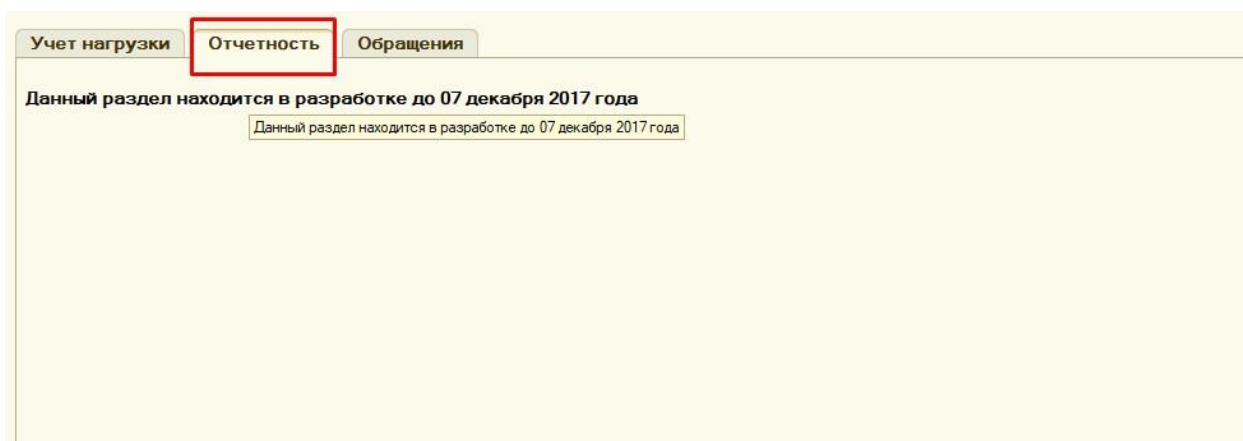 Учет нагрузки Отчетность Обращения
Данный раздел находится в разработке до 07 декабря 2017 года
Данный раздел находится в разработке до 07 декабря 2017 года